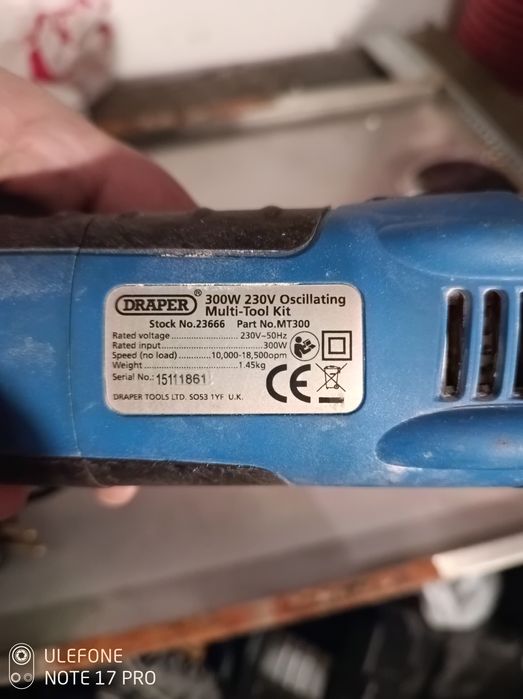 DRAPER® 300W 230V Oscillating
Multi-Tool Kit
Stock No.23666 Part No.MT300
Rated voltage ........................ 230V~50Hz
Rated input ................................ 300W
Speed (no load) ........... 10,000-18,500opm
Weight ........................................ 1.45kg
Serial No.: 15111861
CE
DRAPER TOOLS LTD. SO53 1YF U.K.
ULEFONE
NOTE 17 PRO